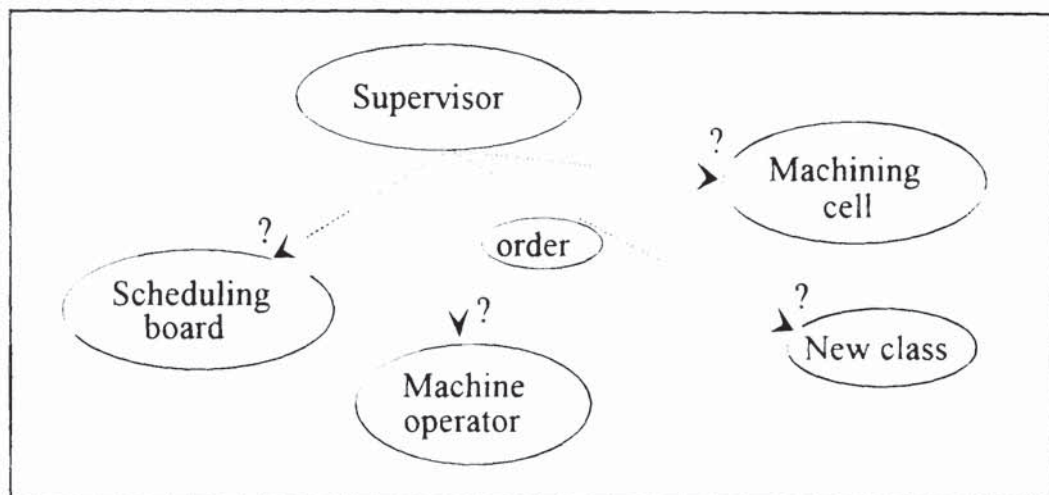 Supervisor
?
Machining
cell
?
order
Scheduling
board
?
?
New class
Machine
operator